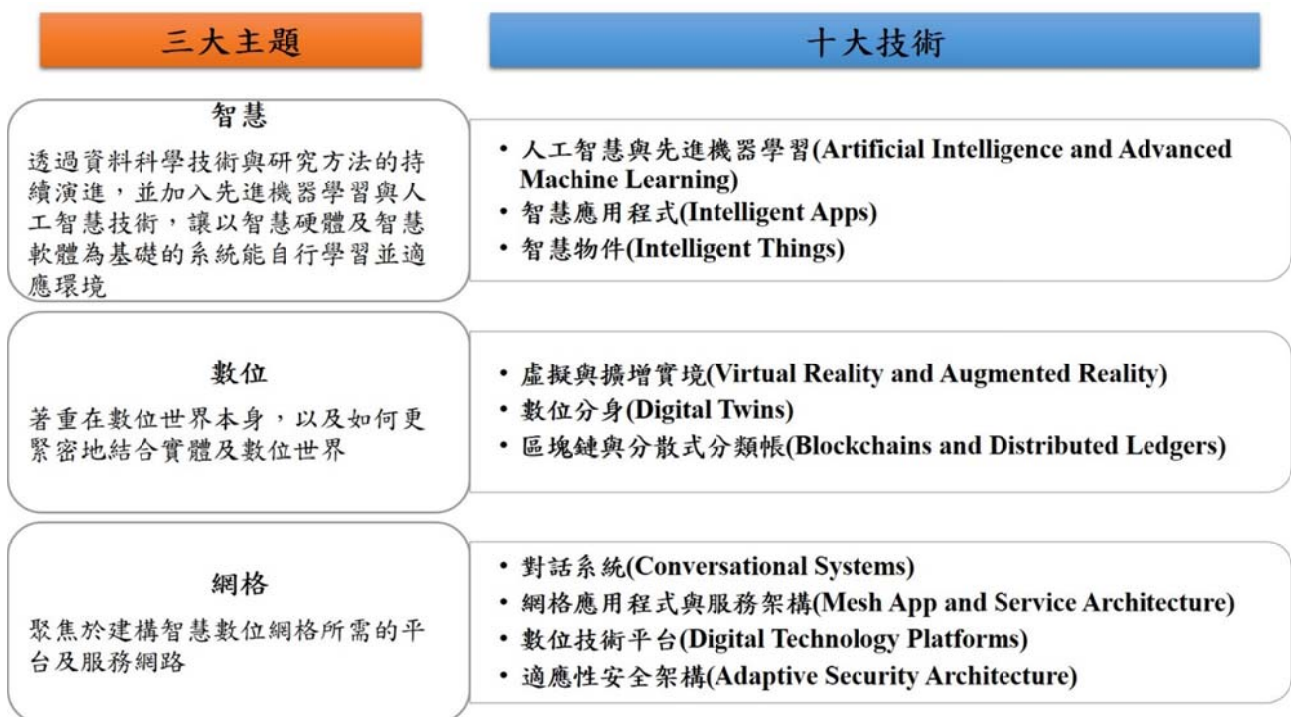 三大主題
十大技術
智慧
透過資料科學技術與研究方法的持
續演進，並加入先進機器學習與人
工智慧技術，讓以智慧硬體及智慧
軟體為基礎的系統能自行學習並適
應環境
• 人工智慧與先進機器學習(Artificial Intelligence and Advanced
Machine Learning)
• 智慧應用程式(Intelligent Apps)
• 智慧物件(Intelligent Things)
數位
著重在數位世界本身，以及如何更
緊密地結合實體及數位世界
• 虛擬與擴增實境(Virtual Reality and Augmented Reality)
• 數位分身(Digital Twins)
• 區塊鏈與分散式分類帳(Blockchains and Distributed Ledgers)
網格
聚焦於建構智慧數位網格所需的平
台及服務網路
• 對話系統(Conversational Systems)
• 網格應用程式與服務架構(Mesh App and Service Architecture)
• 數位技術平台(Digital Technology Platforms)
• 適應性安全架構(Adaptive Security Architecture)